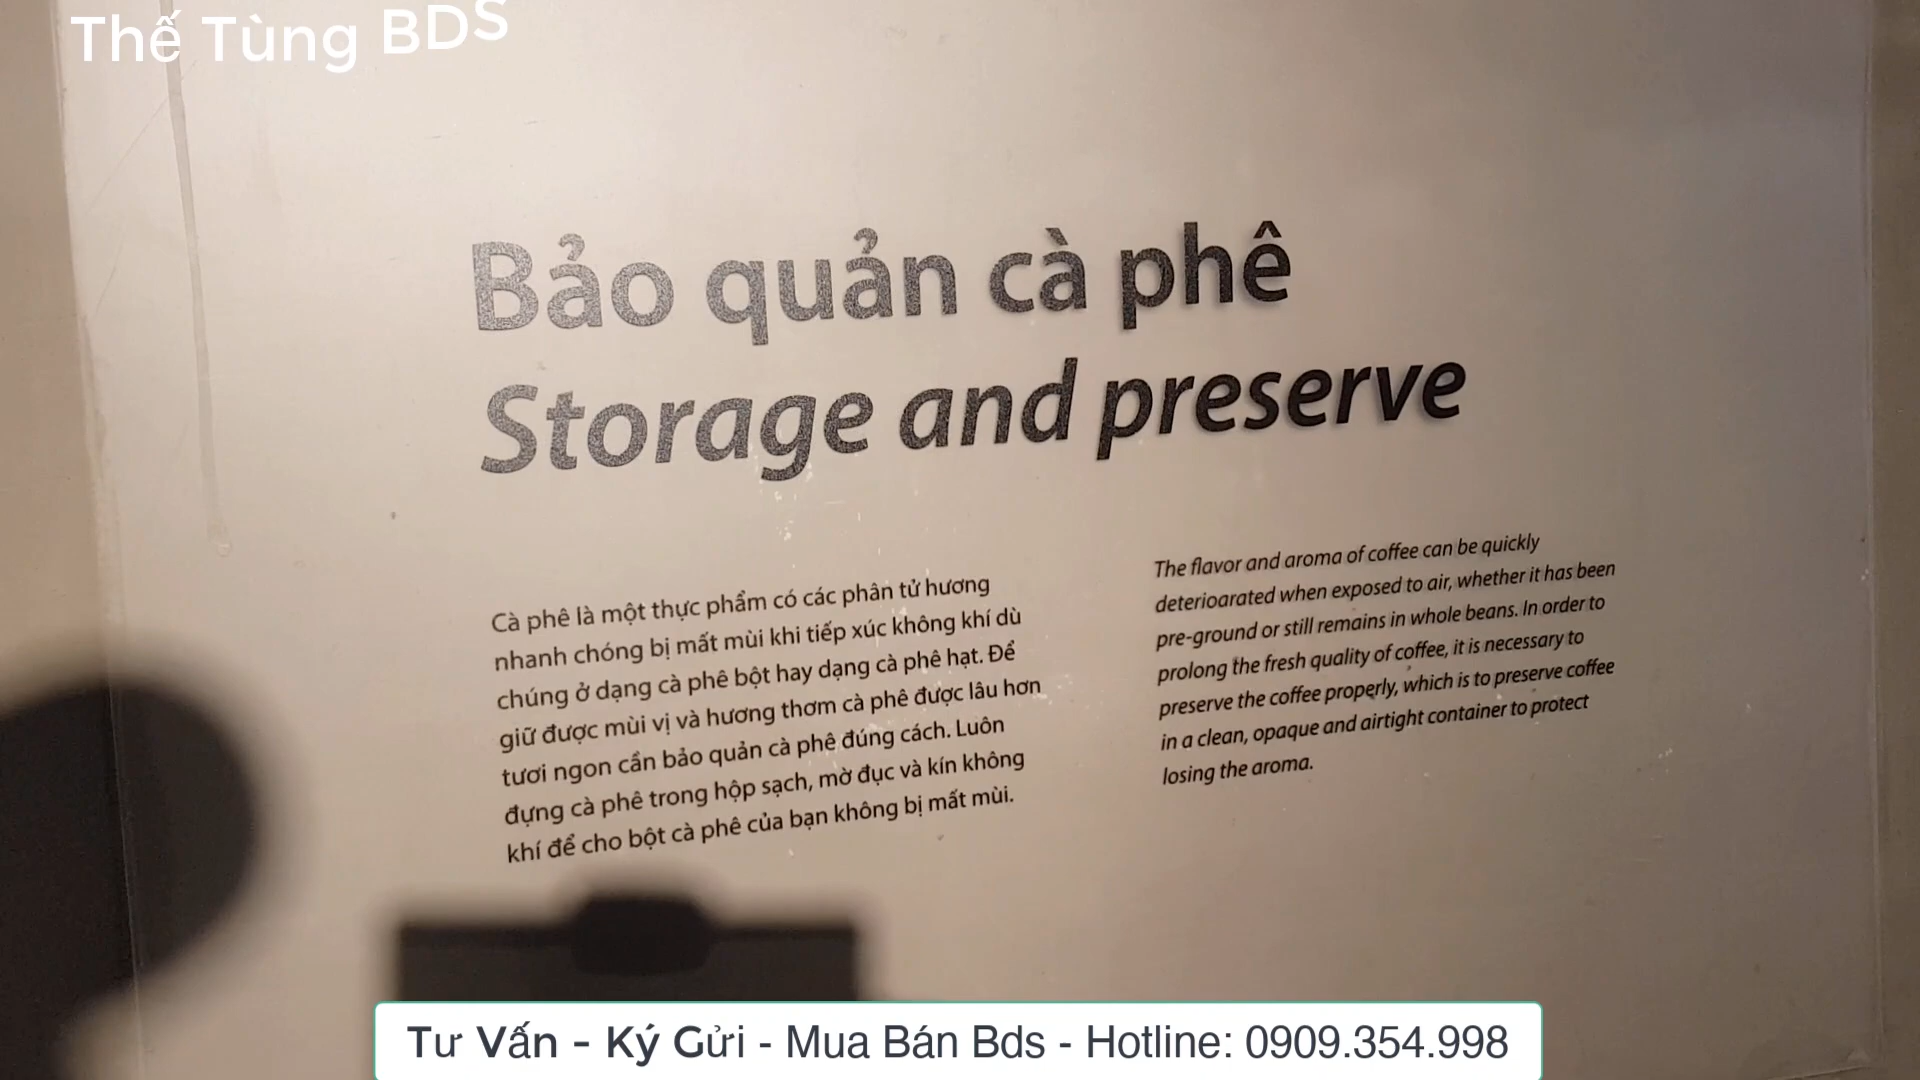 Thế Tùng BDS
Bảo quản cà phê
Storage and preserve
Cà phê là một thực phẩm có các phân tử hương
nhanh chóng bị mất mùi khi tiếp xúc không khí dù
chúng ở dạng cà phê bột hay dạng cà phê hạt. Để
giữ được mùi vị và hương thơm cà phê được lâu hơn
tươi ngon cần bảo quản cà phê đúng cách. Luôn
đựng cà phê trong hộp sạch, mờ đục và kín không
khí để cho bột cà phê của bạn không bị mất mùi.
The flavor and aroma of coffee can be quickly
deterioarated when exposed to air, whether it has been
pre-ground or still remains in whole beans. In order to
prolong the fresh quality of coffee, it is necessary to
preserve the coffee properly, which is to preserve coffee
in a clean, opaque and airtight container to protect
losing the aroma.
Tư Vấn - Ký Gửi - Mua Bán Bds - Hotline: 0909.354.998